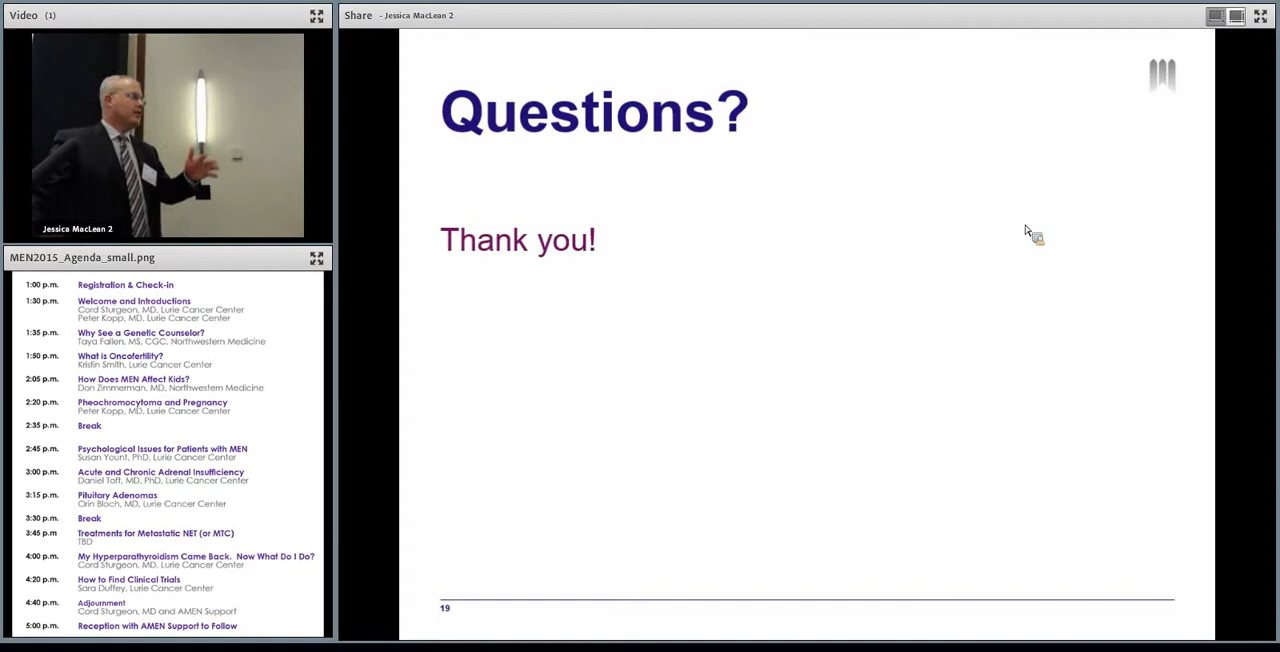 Video (1)
Jessica MacLean 2
MEN2015_Agenda_small.png
1:00 p.m. Registration & Check-in
1:30 p.m. Welcome and Introductions
Cord Sturgeon, MD, Lurie Cancer Center
Peter Kopp, MD, Lurie Cancer Center
1:35 p.m. Why See a Genetic Counselor?
Taya Fallen, MS, CGC, Northwestern Medicine
1:50 p.m. What is Oncofertility?
Kristin Smith, Lurie Cancer Center
2:05 p.m. How Does MEN Affect Kids?
Don Zimmerman, MD, Northwestern Medicine
2:20 p.m. Pheochromocytoma and Pregnancy
Peter Kopp, MD, Lurie Cancer Center
2:35 p.m. Break
2:45 p.m. Psychological Issues for Patients with MEN
Susan Yount, PhD, Lurie Cancer Center
3:00 p.m. Acute and Chronic Adrenal Insufficiency
Daniel Toft, MD, PhD, Lurie Cancer Center
3:15 p.m. Pituitary Adenomas
Orin Bloch, MD, Lurie Cancer Center
3:30 p.m. Break
3:45 p.m Treatments for Metastatic NET (or MTC)
TBD
4:00 p.m. My Hyperparathyroidism Came Back. Now What Do I Do?
Cord Sturgeon, MD, Lurie Cancer Center
4:20 p.m. How to Find Clinical Trials
Sara Duffey, Lurie Cancer Center
4:40 p.m. Adjournment
Cord Sturgeon, MD and AMEN Support
5:00 p.m. Reception with AMEN Support to Follow
Share - Jessica MacLean 2
Questions?
Thank you!
19